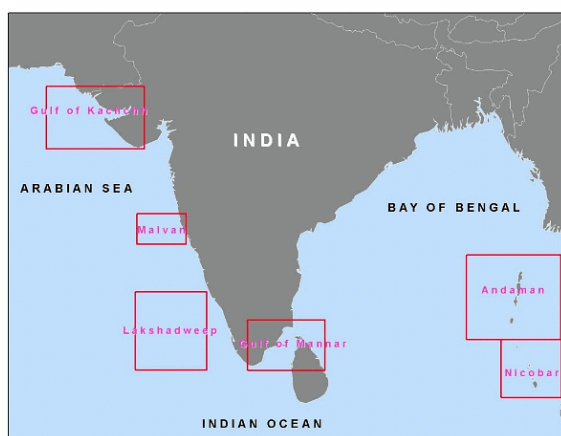 Gulf of Kachchh
INDIA
ARABIAN SEA
BAY OF BENGAL
Malvan
Andaman
Lakshadweep
Gulf of Mannar
Nicobar
INDIAN OCEAN